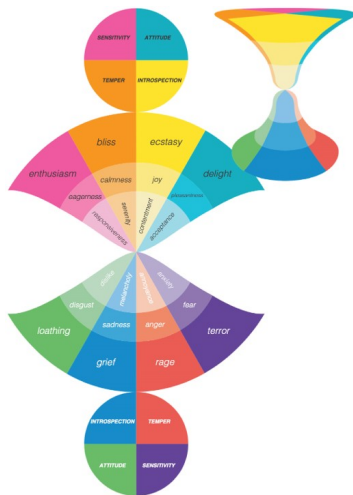 SENSITIVITY
ATTITUDE
TEMPER
INTROSPECTION
bliss
ecstasy
enthusiasm
delight
calmness
joy
eagerness
pleasantness
responsiveness
serenity
contentment
acceptance
dislike
melancholy
annoyance
anxiety
disgust
fear
loathing
sadness
anger
terror
grief
rage
INTROSPECTION
TEMPER
ATTITUDE
SENSITIVITY